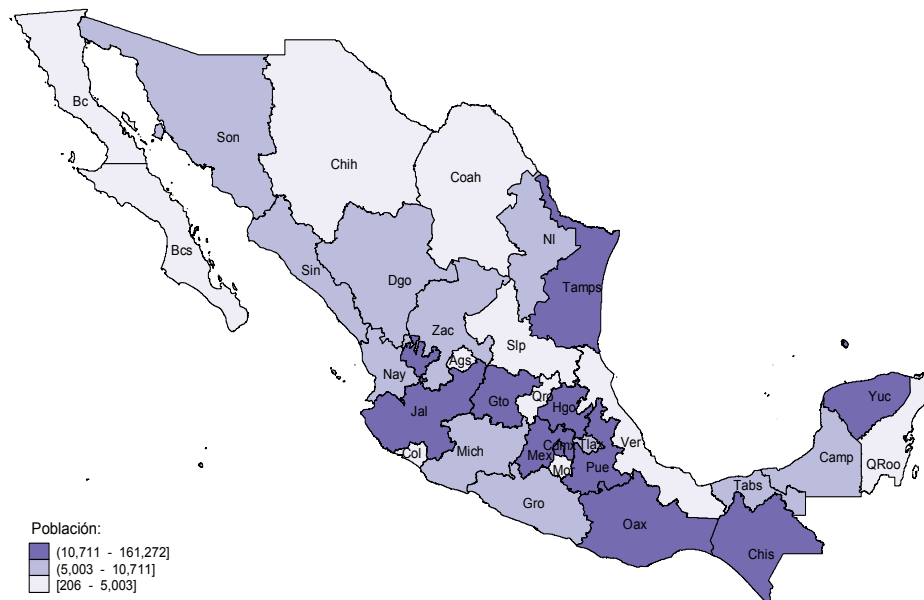 Bc
Son
Chih
Coah
Bcs
Nl
Sin
Dgo
Tamps
Zac
Slp
Ags
Nay
Yuc
Gto
Qro
Jal
Hgo
Ver
Cdmx
Tlax
Col
Mich
Mex
Camp
QRoo
Mor
Pue
Tabs
Gro
Oax
Chis
Población:
(10,711 - 161,272]
(5,003 - 10,711]
[206 - 5,003]